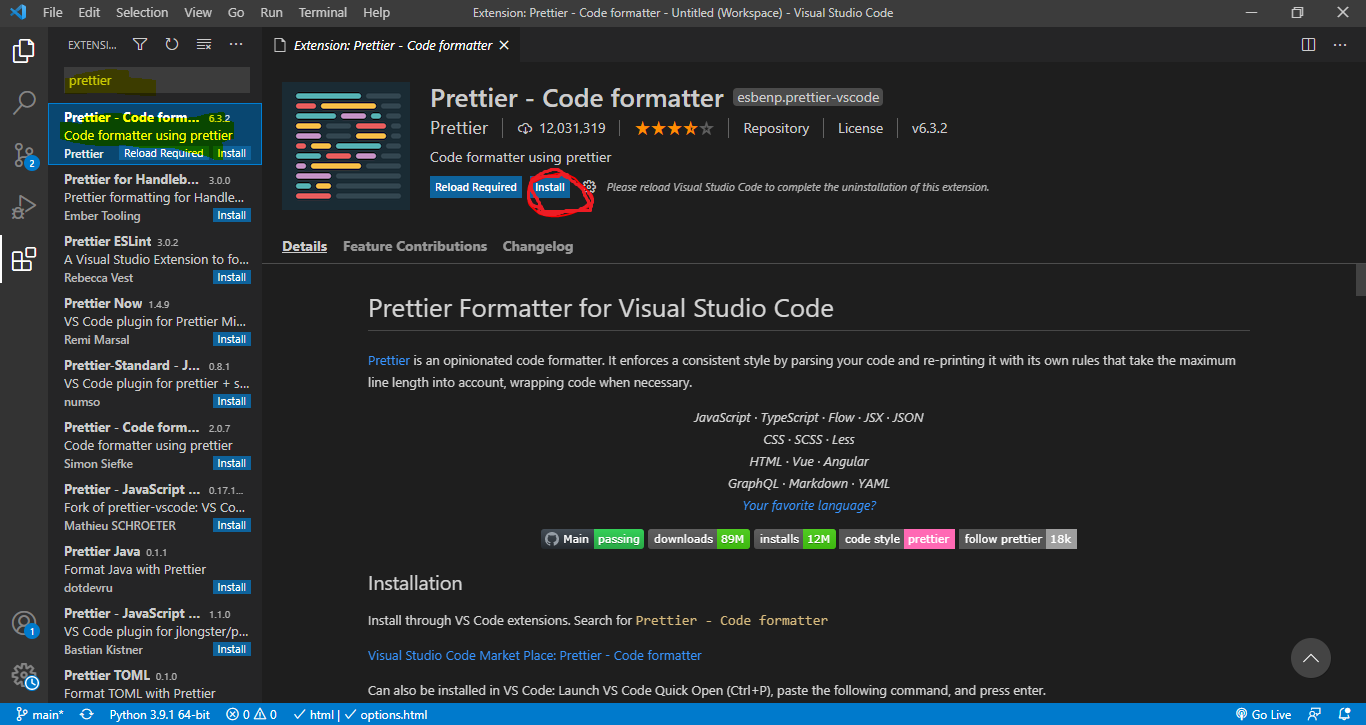 File Edit Selection View Go Run Terminal Help
Extension: Prettier - Code formatter - Untitled (Workspace) - Visual Studio Code
EXTENSI...
prettier
Prettier - Code form... 6.3.2
Code formatter using prettier
Prettier Reload Required Install
Prettier for Handleb... 3.0.0
Prettier formatting for Handle...
Ember Tooling Install
Prettier ESLint 3.0.2
A Visual Studio Extension to fo...
Rebecca Vest Install
Prettier Now 1.4.9
VS Code plugin for Prettier Mi...
Remi Marsal Install
Prettier-Standard - J... 0.8.1
VS Code plugin for prettier + s...
numso Install
Prettier - Code form... 2.0.7
Code formatter using prettier
Simon Siefke Install
Prettier - JavaScript ... 0.17.1...
Fork of prettier-vscode: VS Co...
Mathieu SCHROETER Install
Prettier Java 0.1.1
Format Java with Prettier
dotdevru Install
Prettier - JavaScript ... 1.1.0
VS Code plugin for jlongster/p...
Bastian Kistner Install
Prettier TOML 0.1.0
Format TOML with Prettier
2
1
Extension: Prettier - Code formatter
Prettier - Code formatter esbenp.prettier-vscode
Prettier 12,031,319 Repository License v6.3.2
Code formatter using prettier
Reload Required Install Please reload Visual Studio Code to complete the uninstallation of this extension.
Details Feature Contributions Changelog
Prettier Formatter for Visual Studio Code
Prettier is an opinionated code formatter. It enforces a consistent style by parsing your code and re-printing it with its own rules that take the maximum
line length into account, wrapping code when necessary.
JavaScript · TypeScript · Flow · JSX · JSON
CSS · SCSS · Less
HTML · Vue · Angular
GraphQL · Markdown · YAML
Your favorite language?
Main passing downloads 89M installs 12M code style prettier follow prettier 18k
Installation
Install through VS Code extensions. Search for Prettier - Code formatter
Visual Studio Code Market Place: Prettier - Code formatter
Can also be installed in VS Code: Launch VS Code Quick Open (Ctrl+P), paste the following command, and press enter.
main* Python 3.9.1 64-bit 0 0 html | options.html Go Live